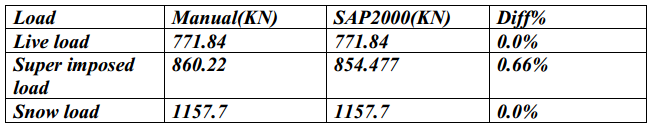 Load Manual(KN) SAP2000(KN) Diff%
Live load 771.84 771.84 0.0%
Super imposed 860.22 854.477 0.66%
load
Snow load 1157.7 1157.7 0.0%